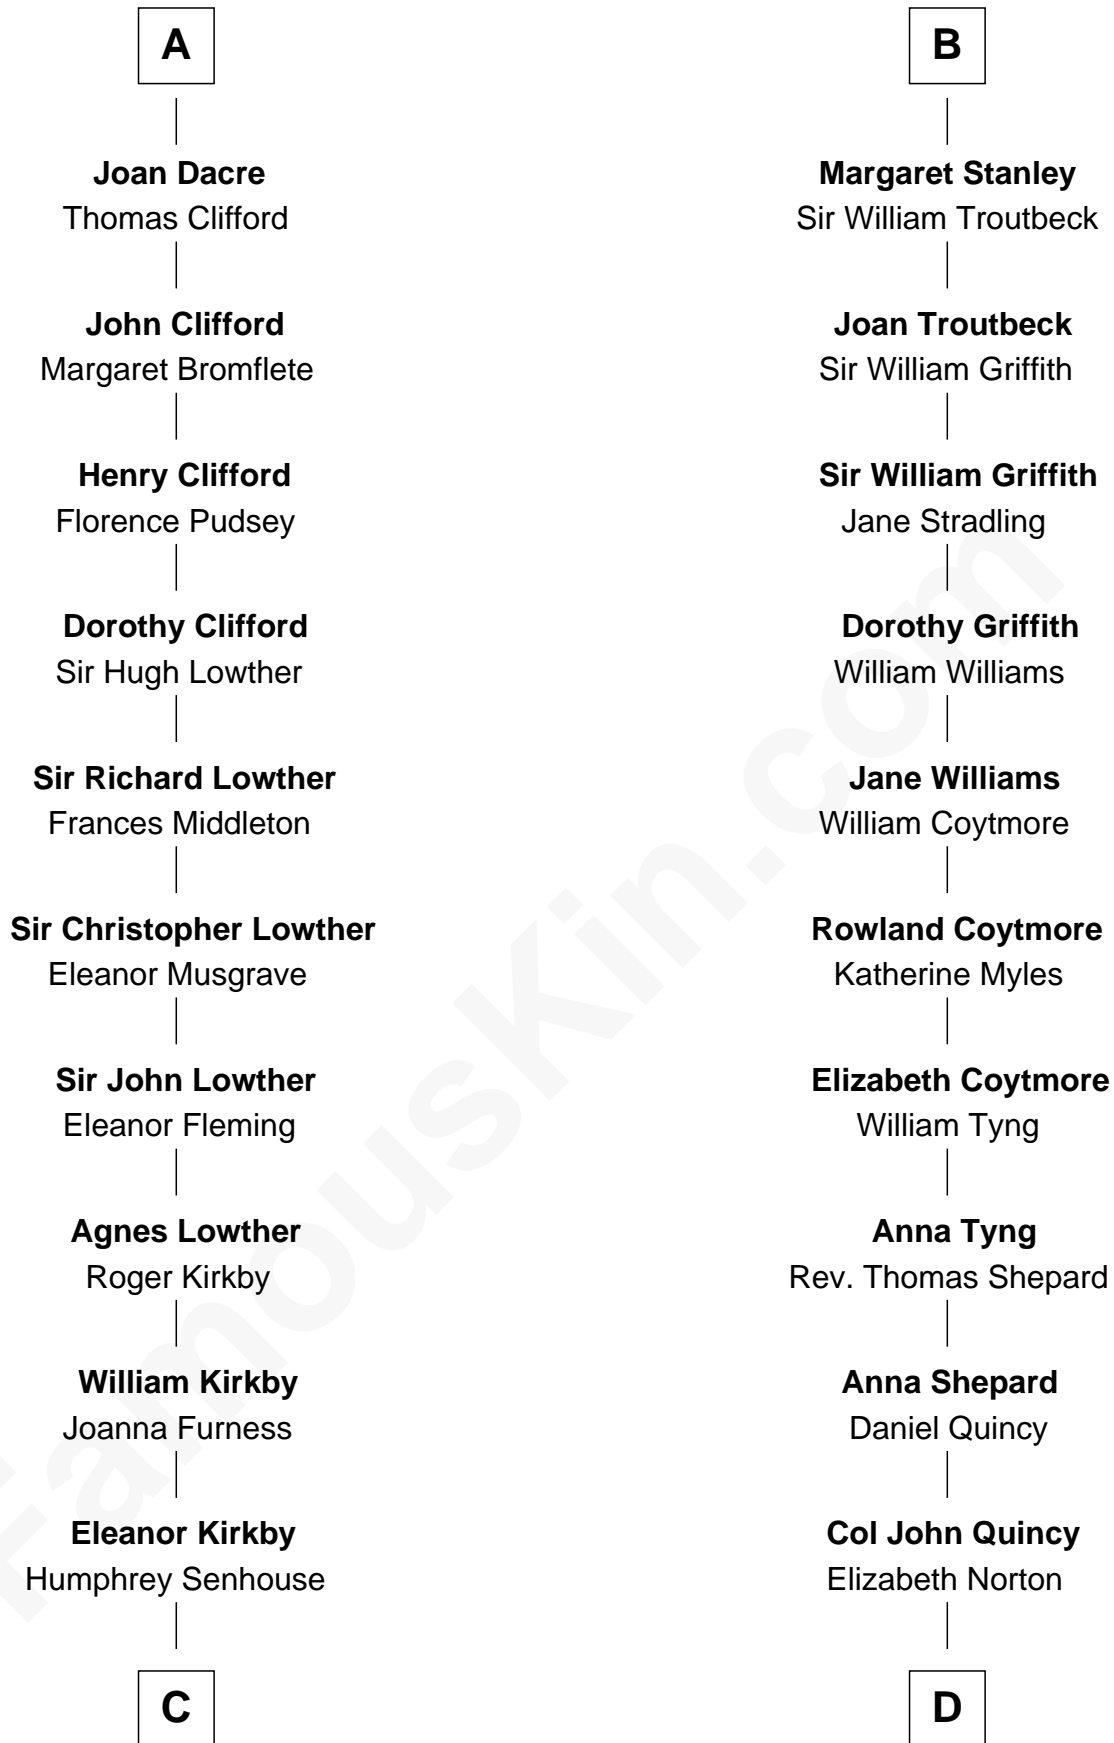 A
Joan Dacre
Thomas Clifford
John Clifford
Margaret Bromflete
Henry Clifford
Florence Pudsey
Dorothy Clifford
Sir Hugh Lowther
Sir Richard Lowther
Frances Middleton
Sir Christopher Lowther
Eleanor Musgrave
Sir John Lowther
Eleanor Fleming
Agnes Lowther
Roger Kirkby
William Kirkby
Joanna Furness
Eleanor Kirkby
Humphrey Senhouse
C
B
Margaret Stanley
Sir William Troutbeck
Joan Troutbeck
Sir William Griffith
Sir William Griffith
Jane Stradling
Dorothy Griffith
William Williams
Jane Williams
William Coytmore
Rowland Coytmore
Katherine Myles
Elizabeth Coytmore
William Tyng
Anna Tyng
Rev. Thomas Shepard
Anna Shepard
Daniel Quincy
Col John Quincy
Elizabeth Norton
D
FamousKin.com